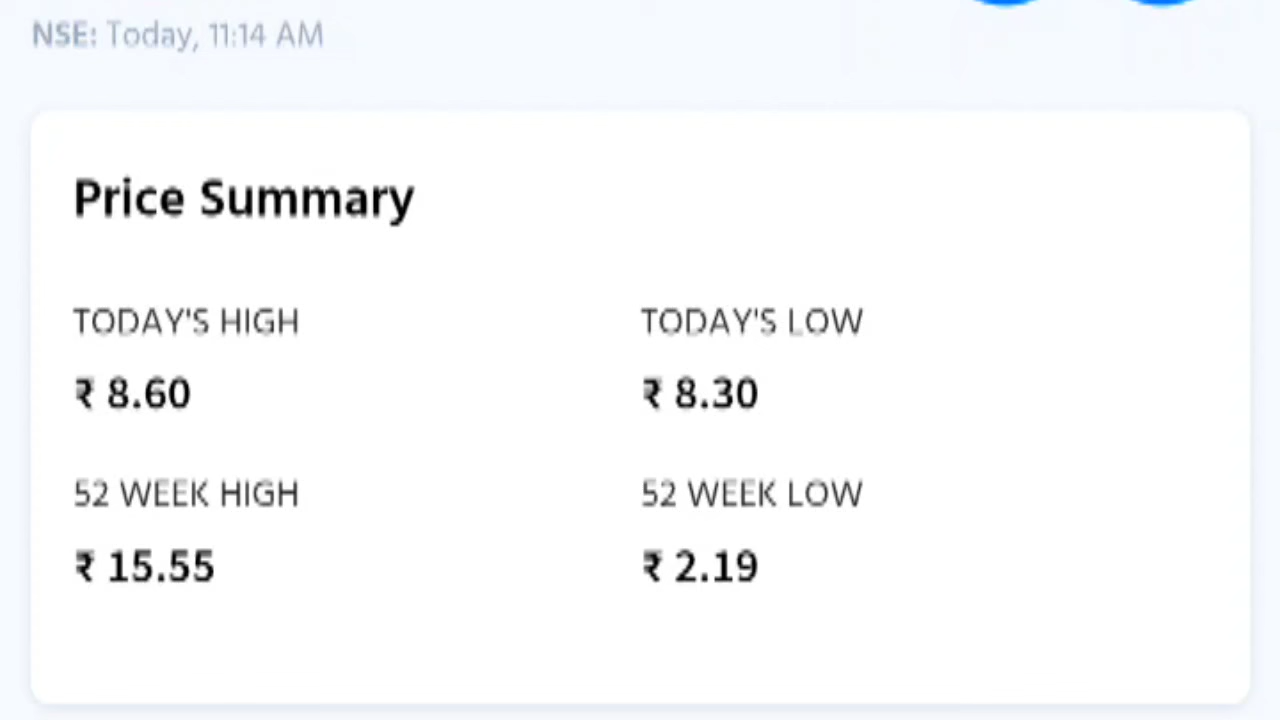 NSE: Today, 11:14 AM
Price Summary
TODAY'S HIGH
TODAY'S LOW
₹ 8.60
₹ 8.30
52 WEEK HIGH
52 WEEK LOW
₹ 15.55
₹ 2.19